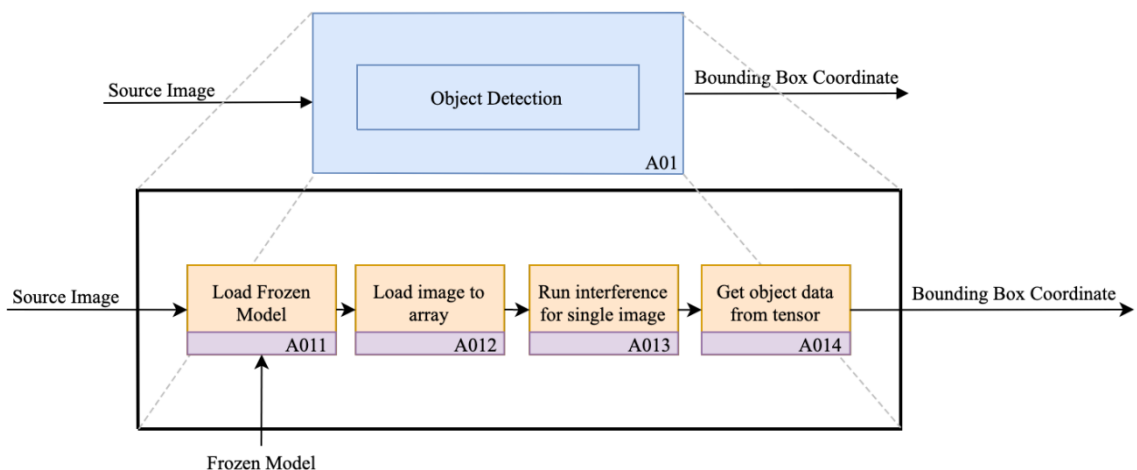 Source Image
Object Detection
Bounding Box Coordinate
A01
Source Image
Load Frozen
Model
A011
Load image to
array
A012
Run interference
for single image
A013
Get object data
from tensor
A014
Bounding Box Coordinate
Frozen Model